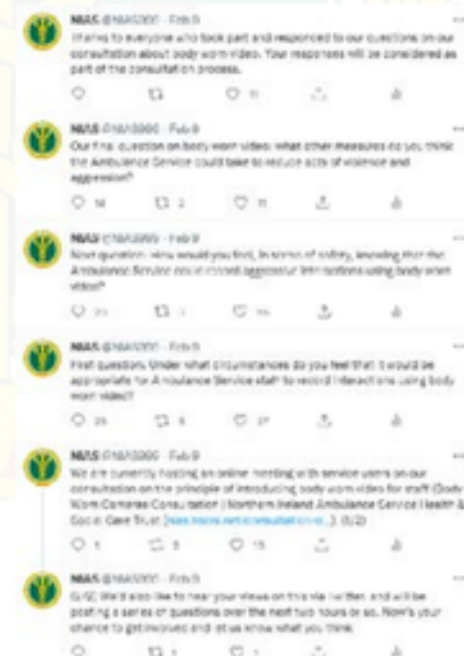 NIAS @NIAS999 · Feb 9
Thanks to everyone who took part and responded to our questions on our
consultation about body worn video. Your responses will be considered as
part of the consultation process.
11
NIAS @NIAS999 · Feb 9
Our final question on body worn video: what other measures do you think
the Ambulance Service could take to reduce acts of violence and
aggression?
14 2 11
NIAS @NIAS999 · Feb 9
Next question: How would you feel, in terms of safety, knowing that the
Ambulance Service could record aggressive interactions using body worn
video?
NIAS @NIAS999 · Feb 9
First question: Under what circumstances do you feel that it would be
appropriate for Ambulance Service staff to record interactions using body
worn video?
NIAS @NIAS999 · Feb 9
We are currently hosting an online meeting with service users on our
consultation on the principle of introducing body worn video for staff (Body
Worn Cameras Consultation | Northern Ireland Ambulance Service Health &
Social Care Trust (1/2)
NIAS @NIAS999 · Feb 9
(2/2) We'd also like to hear your views on this via Twitter, and will be
posting a series of questions over the next two hours or so. Now's your
chance to get involved and let us know what you think.